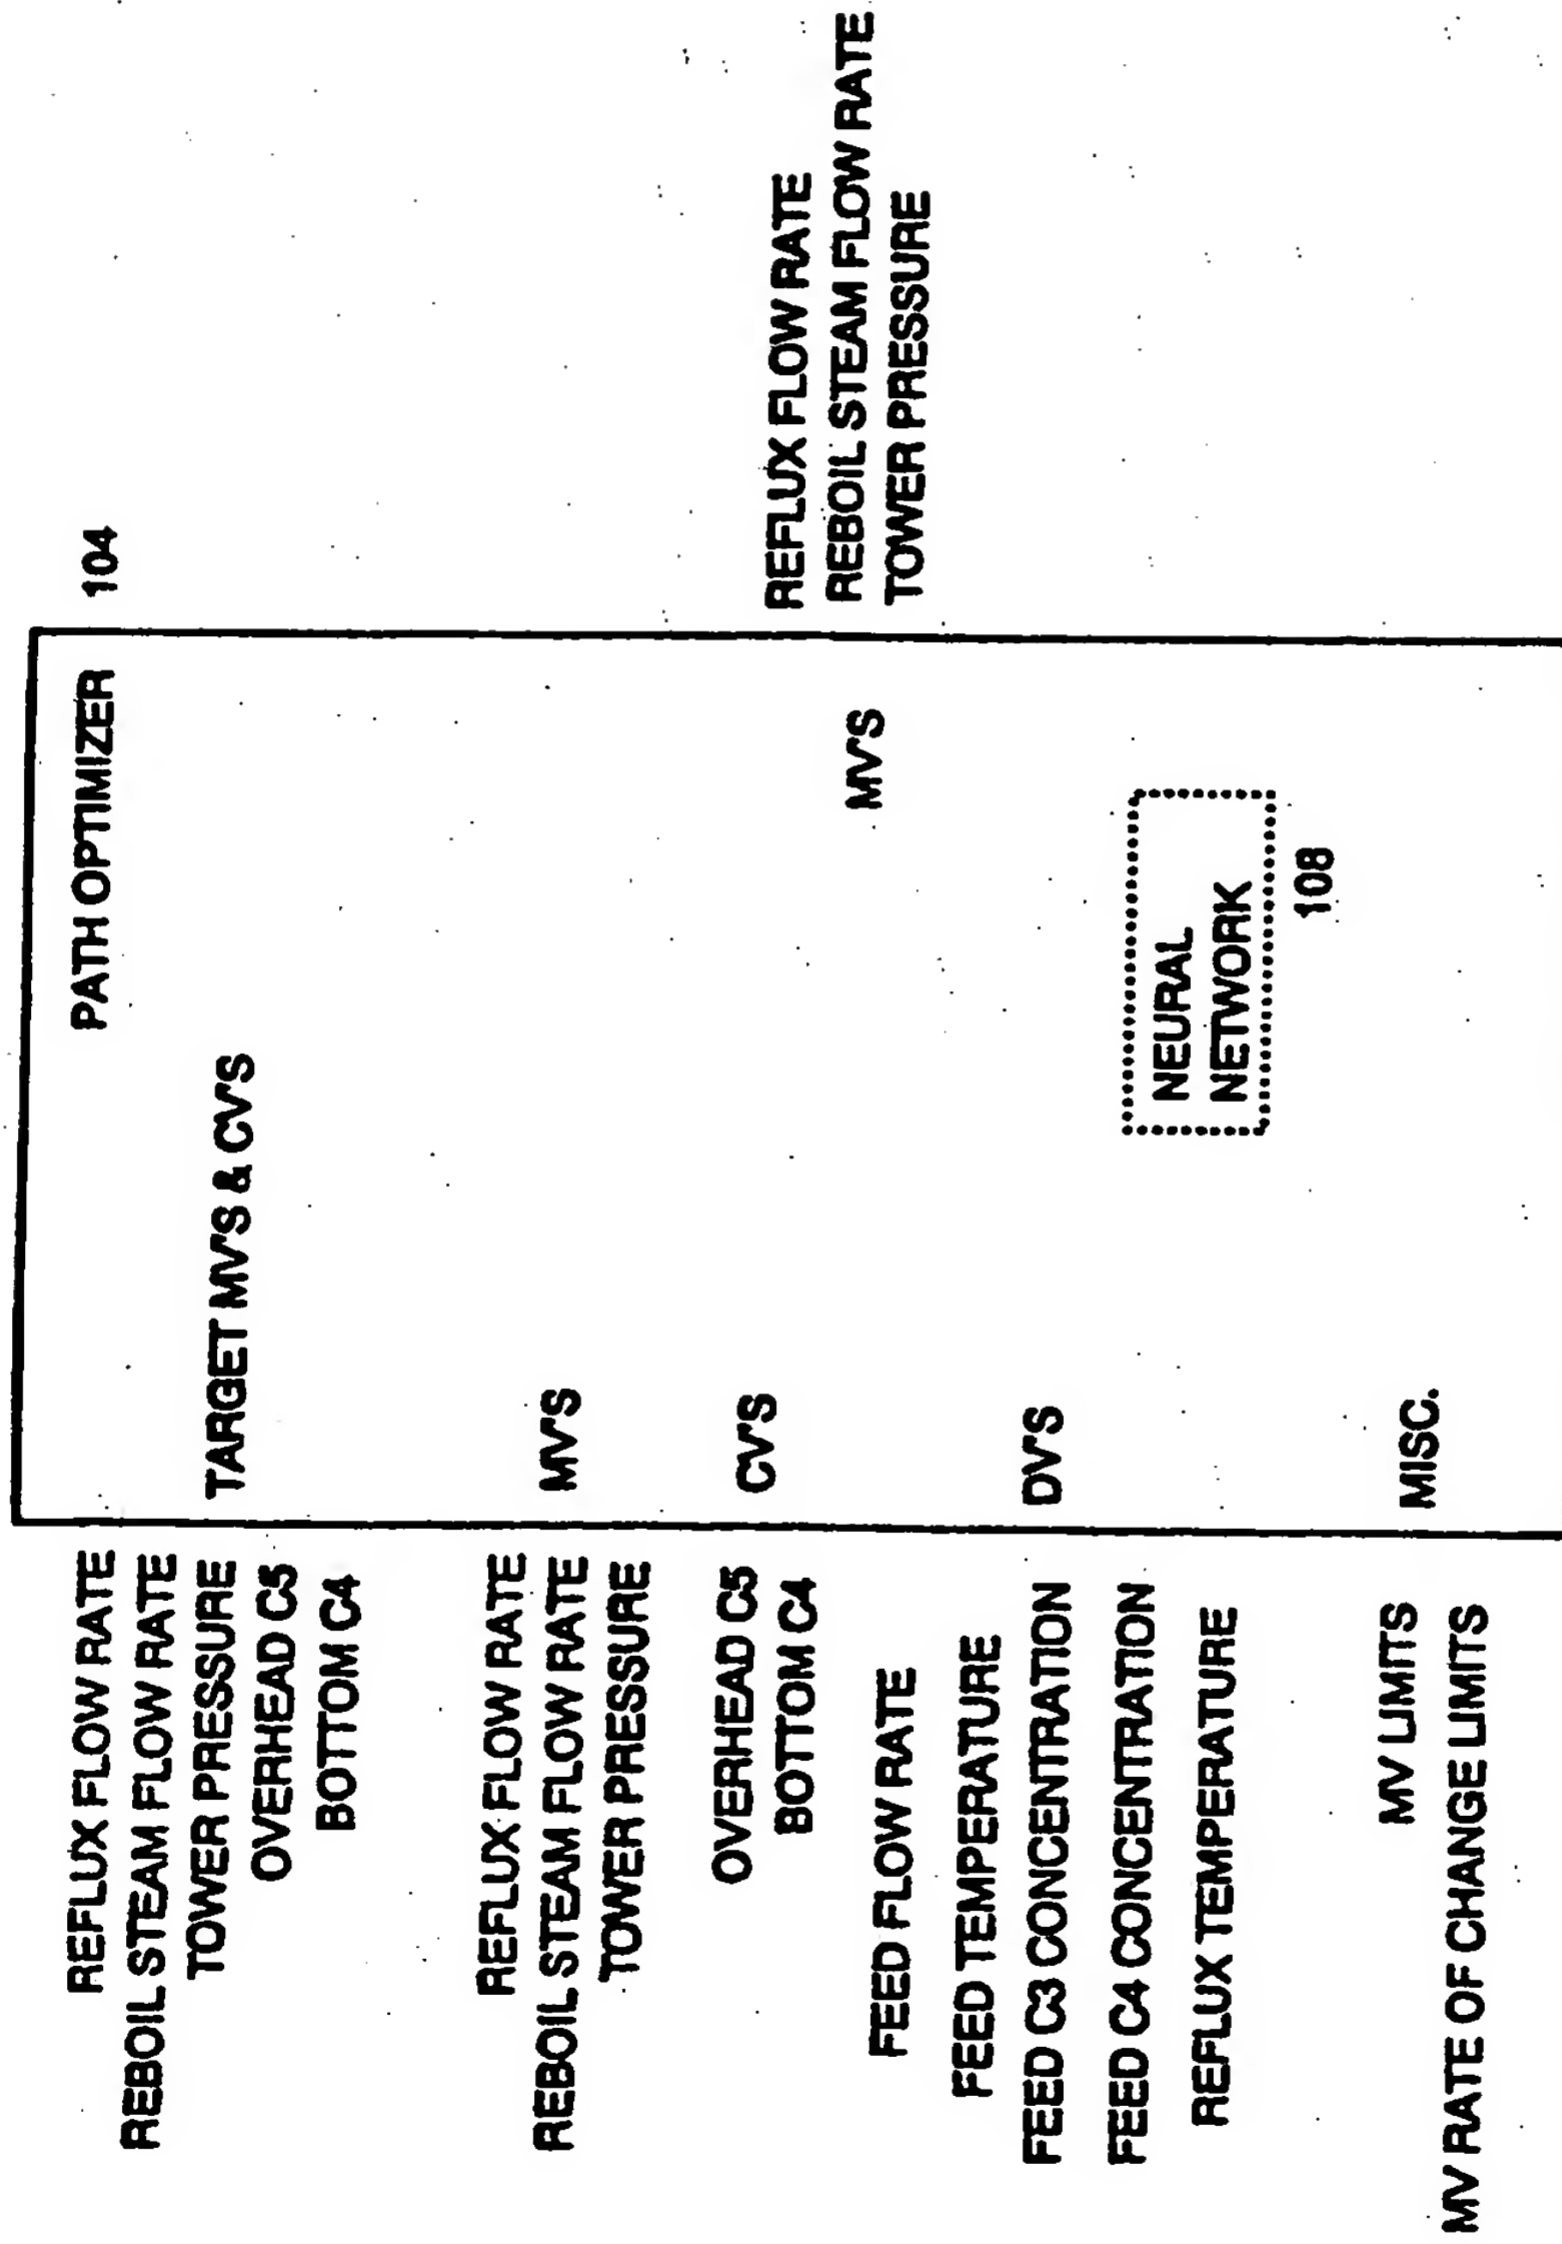 PATH OPTIMIZER
104
REFLUX FLOW RATE
REBOIL STEAM FLOW RATE
TOWER PRESSURE
OVERHEAD C5
BOTTOM C4
TARGET MV'S & CV'S
REFLUX FLOW RATE
REBOIL STEAM FLOW RATE
TOWER PRESSURE
MV'S
OVERHEAD C5
BOTTOM C4
CV'S
MV'S
REFLUX FLOW RATE
REBOIL STEAM FLOW RATE
TOWER PRESSURE
FEED FLOW RATE
FEED TEMPERATURE
FEED C3 CONCENTRATION
FEED C4 CONCENTRATION
REFLUX TEMPERATURE
DV'S
NEURAL
NETWORK
108
MV LIMITS
MV RATE OF CHANGE LIMITS
MISC.